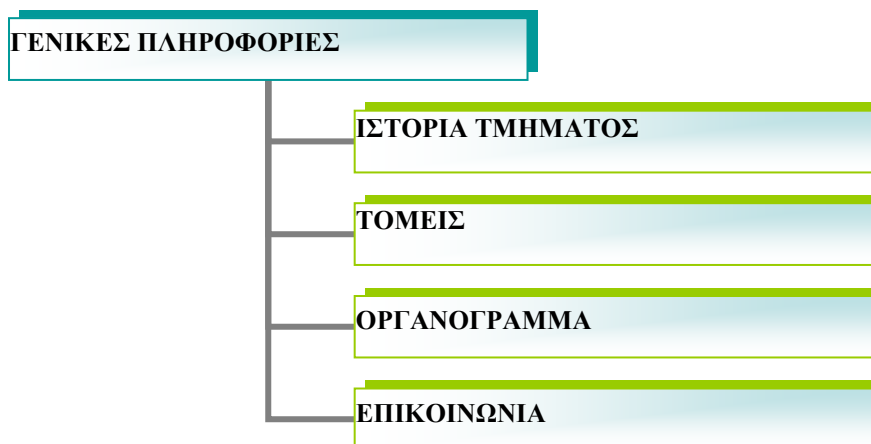 ΓΕΝΙΚΕΣ ΠΛΗΡΟΦΟΡΙΕΣ
ΙΣΤΟΡΙΑ ΤΜΗΜΑΤΟΣ
ΤΟΜΕΙΣ
ΟΡΓΑΝΟΓΡΑΜΜΑ
ΕΠΙΚΟΙΝΩΝΙΑ